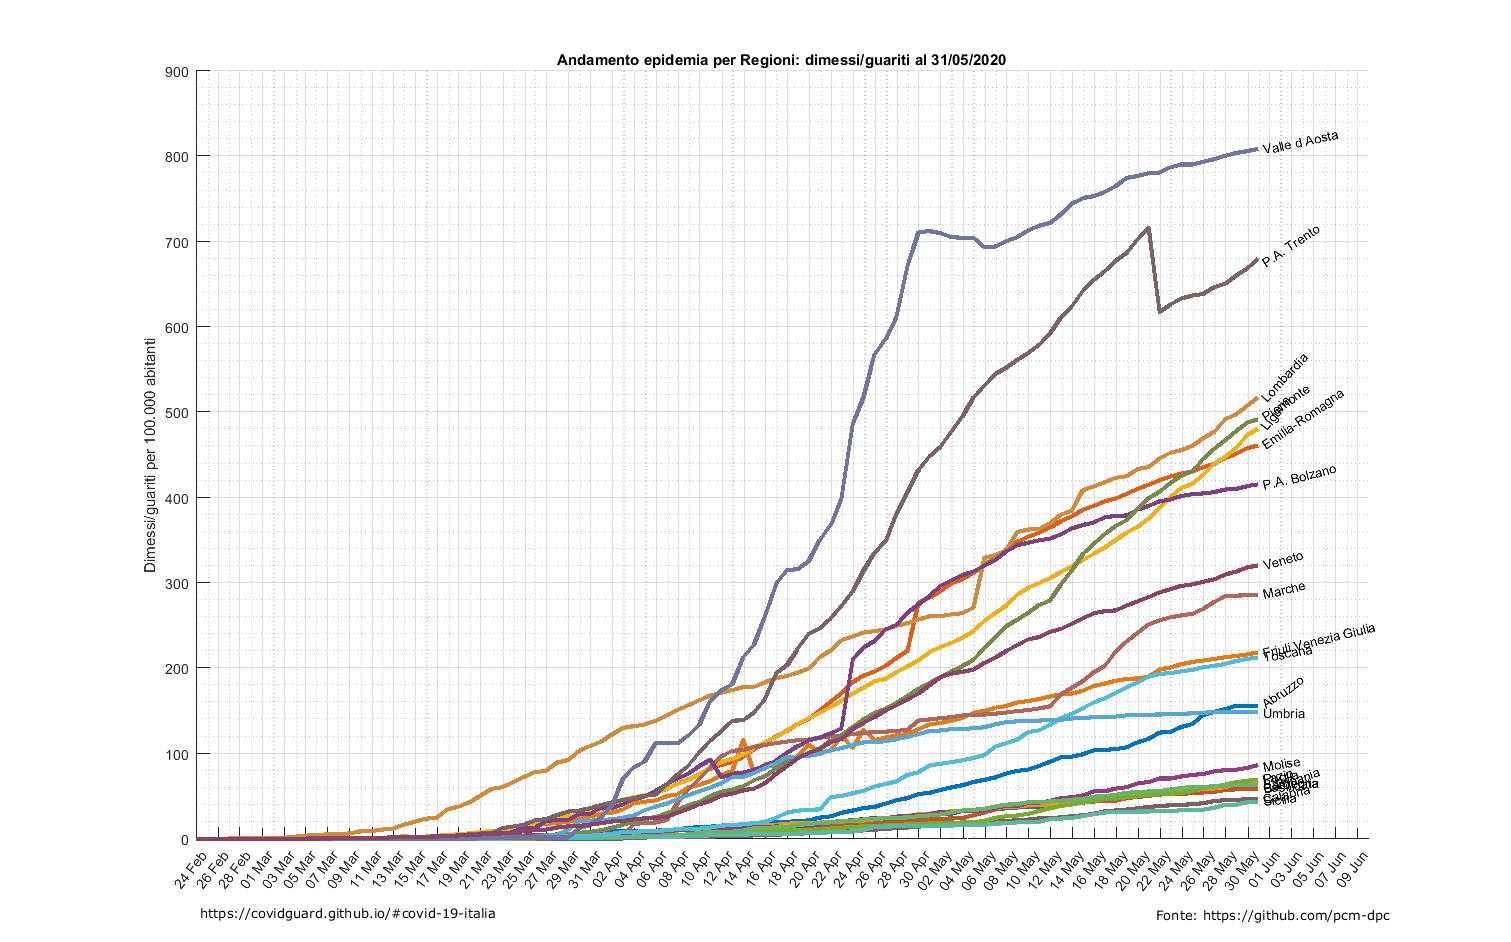 Andamento epidemia per Regioni: dimessi/guariti al 31/05/2020
900
800
700
600
500
400
300
200
100
0
Dimessi/guariti per 100.000 abitanti
Valle d Aosta
P.A. Trento
Lombardia
Piemonte
Liguria
Emilia-Romagna
P.A. Bolzano
Veneto
Marche
Friuli Venezia Giulia
Toscana
Abruzzo
Umbria
Molise
Calabria
Sicilia
24 Feb
26 Feb
28 Feb
01 Mar
03 Mar
05 Mar
07 Mar
09 Mar
11 Mar
13 Mar
15 Mar
17 Mar
19 Mar
21 Mar
23 Mar
25 Mar
27 Mar
29 Mar
31 Mar
02 Apr
04 Apr
06 Apr
08 Apr
10 Apr
12 Apr
14 Apr
16 Apr
18 Apr
20 Apr
22 Apr
24 Apr
26 Apr
28 Apr
30 Apr
02 May
04 May
06 May
08 May
10 May
12 May
14 May
16 May
18 May
20 May
22 May
24 May
26 May
28 May
30 May
01 Jun
03 Jun
05 Jun
07 Jun
09 Jun
https://covidguard.github.io/#covid-19-italia
Fonte: https://github.com/pcm-dpc